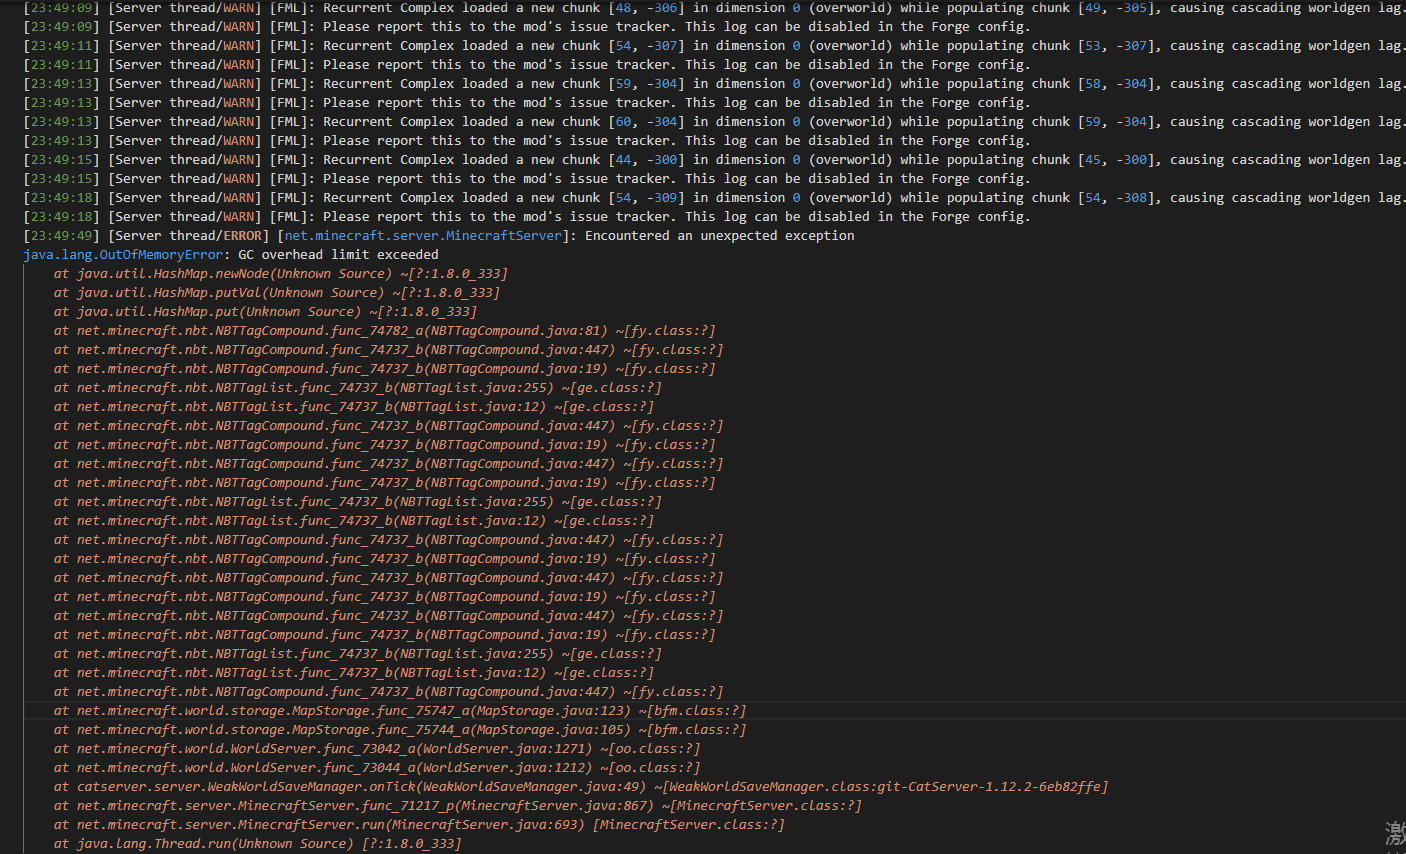 [23:49:09] [Server thread/WARN] [FML]: Recurrent Complex loaded a new chunk [48, -306] in dimension 0 (overworld) while populating chunk [49, -305], causing cascading worldgen lag.
[23:49:09] [Server thread/WARN] [FML]: Please report this to the mod's issue tracker. This log can be disabled in the Forge config.
[23:49:11] [Server thread/WARN] [FML]: Recurrent Complex loaded a new chunk [54, -307] in dimension 0 (overworld) while populating chunk [53, -307], causing cascading worldgen lag.
[23:49:11] [Server thread/WARN] [FML]: Please report this to the mod's issue tracker. This log can be disabled in the Forge config.
[23:49:13] [Server thread/WARN] [FML]: Recurrent Complex loaded a new chunk [59, -304] in dimension 0 (overworld) while populating chunk [58, -304], causing cascading worldgen lag.
[23:49:13] [Server thread/WARN] [FML]: Please report this to the mod's issue tracker. This log can be disabled in the Forge config.
[23:49:13] [Server thread/WARN] [FML]: Recurrent Complex loaded a new chunk [60, -304] in dimension 0 (overworld) while populating chunk [59, -304], causing cascading worldgen lag.
[23:49:13] [Server thread/WARN] [FML]: Please report this to the mod's issue tracker. This log can be disabled in the Forge config.
[23:49:15] [Server thread/WARN] [FML]: Recurrent Complex loaded a new chunk [44, -300] in dimension 0 (overworld) while populating chunk [45, -300], causing cascading worldgen lag.
[23:49:15] [Server thread/WARN] [FML]: Please report this to the mod's issue tracker. This log can be disabled in the Forge config.
[23:49:18] [Server thread/WARN] [FML]: Recurrent Complex loaded a new chunk [54, -309] in dimension 0 (overworld) while populating chunk [54, -308], causing cascading worldgen lag.
[23:49:18] [Server thread/WARN] [FML]: Please report this to the mod's issue tracker. This log can be disabled in the Forge config.
[23:49:49] [Server thread/ERROR] [net.minecraft.server.MinecraftServer]: Encountered an unexpected exception
java.lang.OutOfMemoryError: GC overhead limit exceeded
at java.util.HashMap.newNode(Unknown Source) ~[?:1.8.0_333]
at java.util.HashMap.putVal(Unknown Source) ~[?:1.8.0_333]
at java.util.HashMap.put(Unknown Source) ~[?:1.8.0_333]
at net.minecraft.nbt.NBTTagCompound.func_74782_a(NBTTagCompound.java:81) ~[fy.class:?]
at net.minecraft.nbt.NBTTagCompound.func_74737_b(NBTTagCompound.java:447) ~[fy.class:?]
at net.minecraft.nbt.NBTTagCompound.func_74737_b(NBTTagCompound.java:19) ~[fy.class:?]
at net.minecraft.nbt.NBTTagList.func_74737_b(NBTTagList.java:255) ~[ge.class:?]
at net.minecraft.nbt.NBTTagList.func_74737_b(NBTTagList.java:12) ~[ge.class:?]
at net.minecraft.nbt.NBTTagCompound.func_74737_b(NBTTagCompound.java:447) ~[fy.class:?]
at net.minecraft.nbt.NBTTagCompound.func_74737_b(NBTTagCompound.java:19) ~[fy.class:?]
at net.minecraft.nbt.NBTTagCompound.func_74737_b(NBTTagCompound.java:447) ~[fy.class:?]
at net.minecraft.nbt.NBTTagCompound.func_74737_b(NBTTagCompound.java:19) ~[fy.class:?]
at net.minecraft.nbt.NBTTagList.func_74737_b(NBTTagList.java:255) ~[ge.class:?]
at net.minecraft.nbt.NBTTagList.func_74737_b(NBTTagList.java:12) ~[ge.class:?]
at net.minecraft.nbt.NBTTagCompound.func_74737_b(NBTTagCompound.java:447) ~[fy.class:?]
at net.minecraft.nbt.NBTTagCompound.func_74737_b(NBTTagCompound.java:19) ~[fy.class:?]
at net.minecraft.nbt.NBTTagCompound.func_74737_b(NBTTagCompound.java:447) ~[fy.class:?]
at net.minecraft.nbt.NBTTagCompound.func_74737_b(NBTTagCompound.java:19) ~[fy.class:?]
at net.minecraft.nbt.NBTTagCompound.func_74737_b(NBTTagCompound.java:447) ~[fy.class:?]
at net.minecraft.nbt.NBTTagCompound.func_74737_b(NBTTagCompound.java:19) ~[fy.class:?]
at net.minecraft.nbt.NBTTagList.func_74737_b(NBTTagList.java:255) ~[ge.class:?]
at net.minecraft.nbt.NBTTagList.func_74737_b(NBTTagList.java:12) ~[ge.class:?]
at net.minecraft.nbt.NBTTagCompound.func_74737_b(NBTTagCompound.java:447) ~[fy.class:?]
at net.minecraft.world.storage.MapStorage.func_75747_a(MapStorage.java:123) ~[bfm.class:?]
at net.minecraft.world.storage.MapStorage.func_75744_a(MapStorage.java:105) ~[bfm.class:?]
at net.minecraft.world.WorldServer.func_73042_a(WorldServer.java:1271) ~[oo.class:?]
at net.minecraft.world.WorldServer.func_73044_a(WorldServer.java:1212) ~[oo.class:?]
at catserver.server.WeakWorldSaveManager.onTick(WeakWorldSaveManager.java:49) ~[WeakWorldSaveManager.class:git-CatServer-1.12.2-6eb82ffe]
at net.minecraft.server.MinecraftServer.func_71217_p(MinecraftServer.java:867) ~[MinecraftServer.class:?]
at net.minecraft.server.MinecraftServer.run(MinecraftServer.java:693) [MinecraftServer.class:?]
at java.lang.Thread.run(Unknown Source) [?:1.8.0_333]